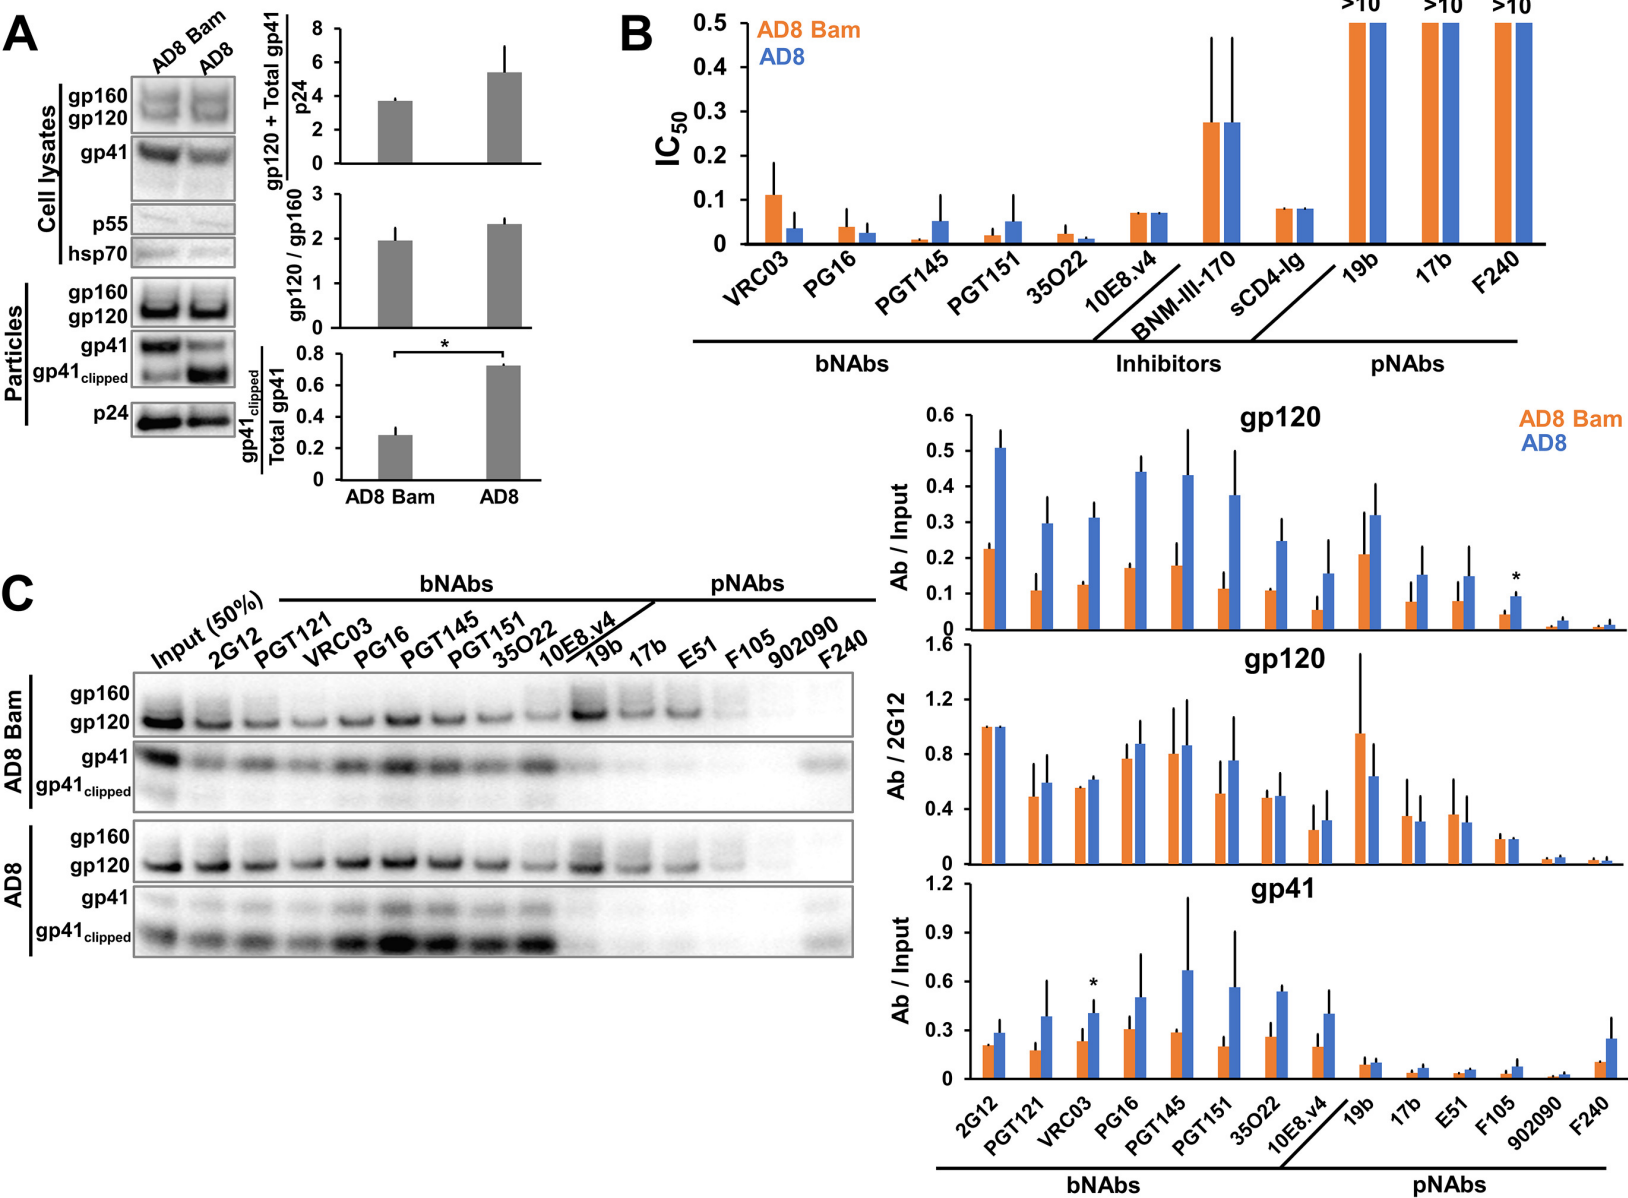 A
AD8 Bam
AD8
gp160
gp120
gp41
p55
hsp70
Cell lysates
gp160
gp120
gp41
gp41clipped
p24
Particles
8
6
4
2
0
gp120 + Total gp41
p24
3
2
1
0
gp120 / gp160
*
0.8
0.6
0.4
0.2
0
gp41clipped
Total gp41
AD8 Bam
AD8
B
AD8 Bam
AD8
>10
>10
>10
0.5
0.4
0.3
0.2
0.1
0
IC50
VRC03
PG16
PGT145
PGT151
35O22
10E8.v4
BNM-III-170
sCD4-Ig
19b
17b
F240
bNAbs
Inhibitors
pNAbs
C
bNAbs
pNAbs
Input (50%)
2G12
PGT121
VRC03
PG16
PGT145
PGT151
35O22
10E8.v4
19b
17b
E51
F105
902090
F240
AD8 Bam
gp160
gp120
gp41
gp41clipped
AD8
gp160
gp120
gp41
gp41clipped
gp120
AD8 Bam
AD8
0.6
0.5
0.4
0.3
0.2
0.1
0
Ab / Input
*
gp120
1.6
1.2
0.8
0.4
0
Ab / 2G12
gp41
1.2
0.9
0.6
0.3
0
Ab / Input
*
2G12
PGT121
VRC03
PG16
PGT145
PGT151
35O22
10E8.v4
19b
17b
E51
F105
902090
F240
bNAbs
pNAbs